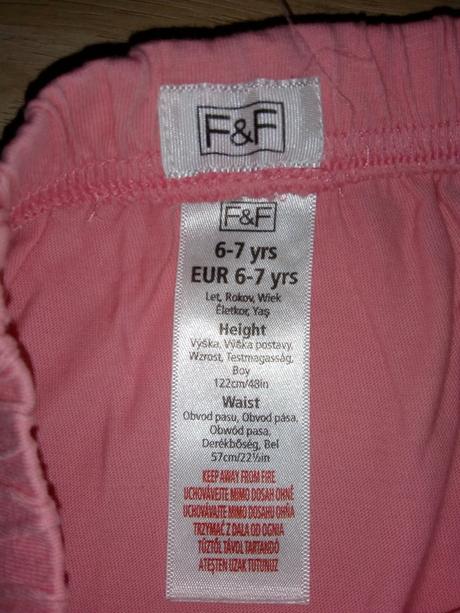 F&F
F&F
6-7 yrs
EUR 6-7 yrs
Let, Rokov, Wiek
Életkor, Yaş
Height
Výška, Výška postavy,
Wzrost, Testmagasság,
Boy
122cm/48in
Waist
Obvod pasu, Obvod pása,
Obwód pasa,
Derékbőség, Bel
57cm/22½in
KEEP AWAY FROM FIRE
UCHOVÁVEJTE MIMO DOSAH OHNĚ
UCHOVÁVAJTE MIMO DOSAHU OHŇA
TRZYMAĆ Z DALA OD OGNIA
TŰZTŐL TÁVOL TARTANDÓ
ATEŞTEN UZAK TUTUNUZ